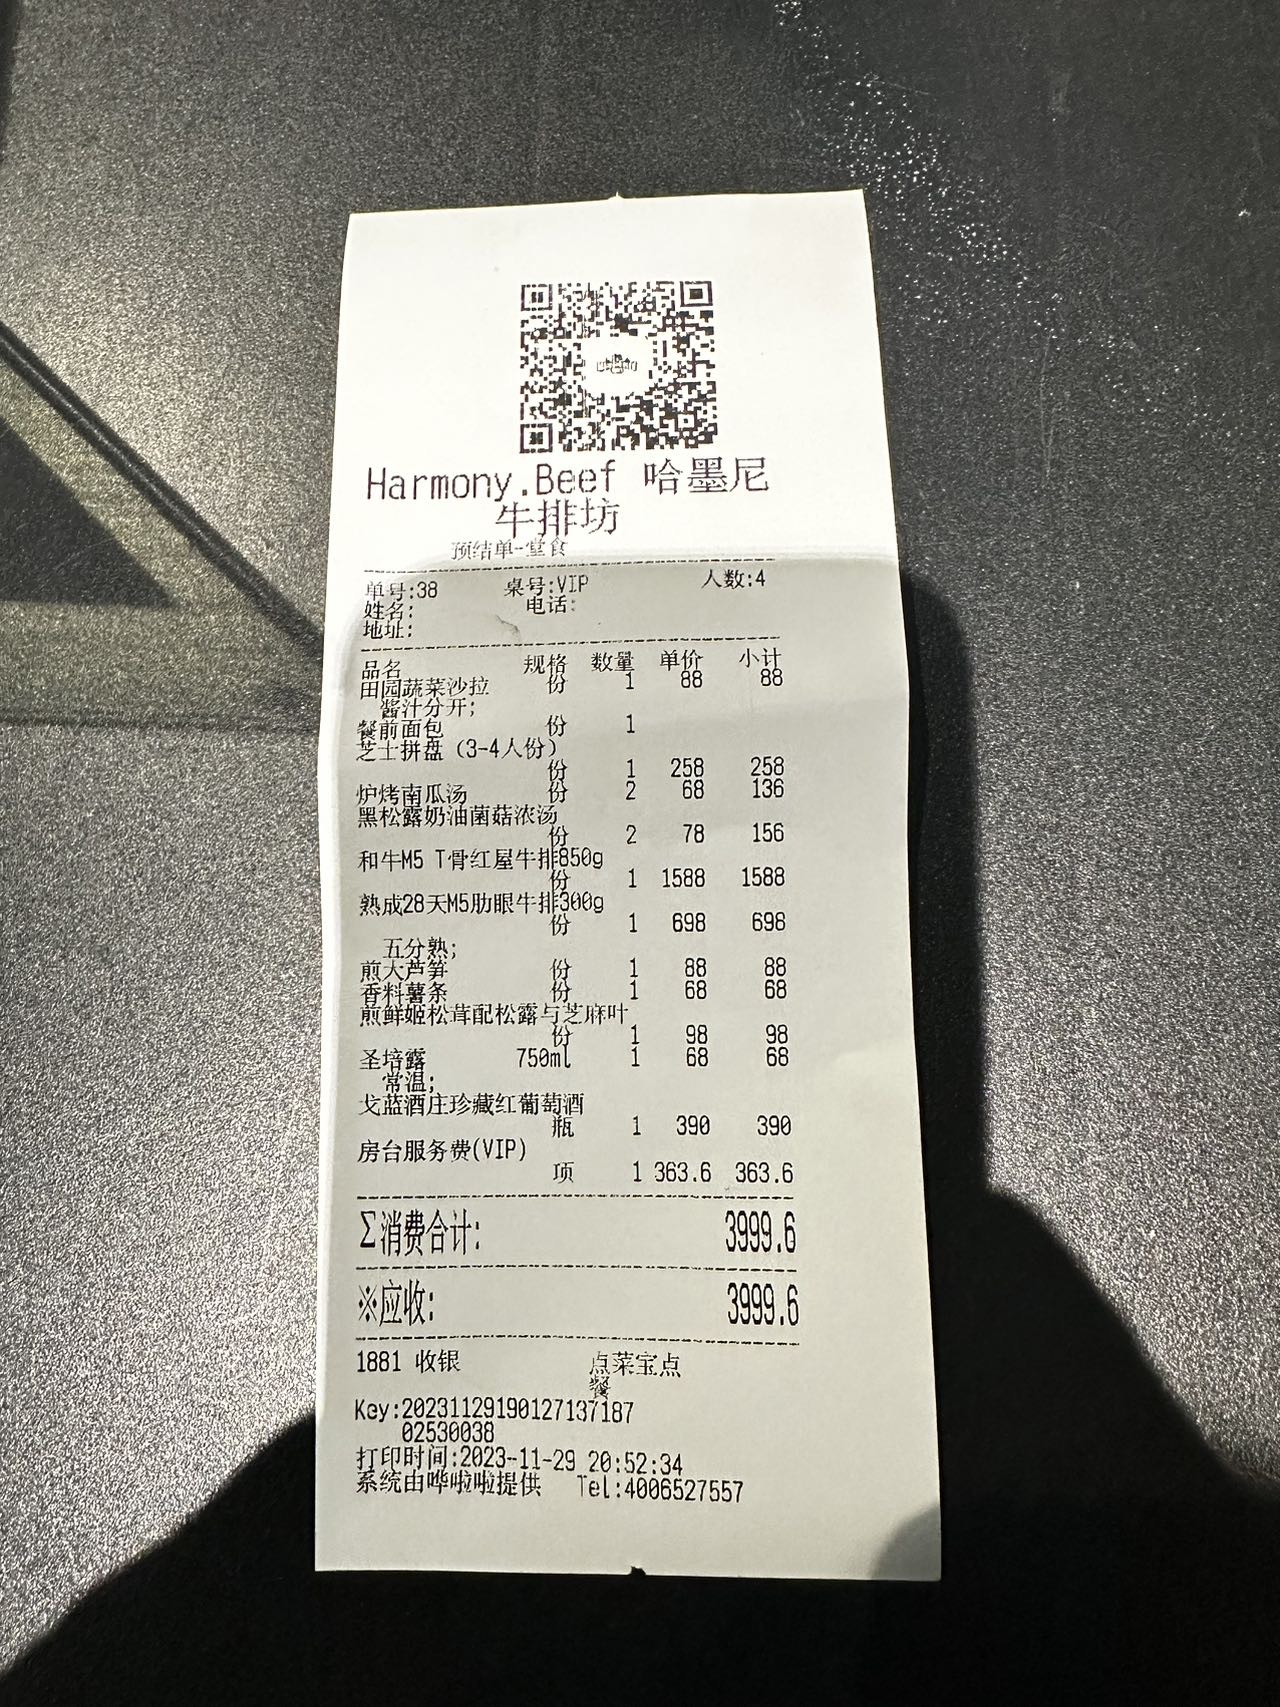 Harmony.Beef 哈墨尼
牛排坊
预结单-堂食
单号:38 桌号:VIP 人数:4
姓名: 电话:
地址:
品名 规格 数量 单价 小计
田园蔬菜沙拉 份 1 88 88
酱汁分开;
餐前面包 份 1
芝士拼盘(3-4人份)
份 1 258 258
炉烤南瓜汤 份 2 68 136
黑松露奶油菌菇浓汤
份 2 78 156
和牛M5 T骨红屋牛排850g
份 1 1588 1588
熟成28天M5肋眼牛排300g
份 1 698 698
五分熟;
煎大芦笋 份 1 88 88
香料薯条 份 1 68 68
煎鲜姬松茸配松露与芝麻叶
份 1 98 98
圣培露 750ml 1 68 68
常温;
戈蓝酒庄珍藏红葡萄酒
瓶 1 390 390
房台服务费(VIP)
项 1 363.6 363.6
Σ消费合计: 3999.6
※应收: 3999.6
1881 收银 点菜宝点
餐
Key:20231129190127137187
02530038
打印时间:2023-11-29 20:52:34
系统由哗啦啦提供 Tel:4006527557